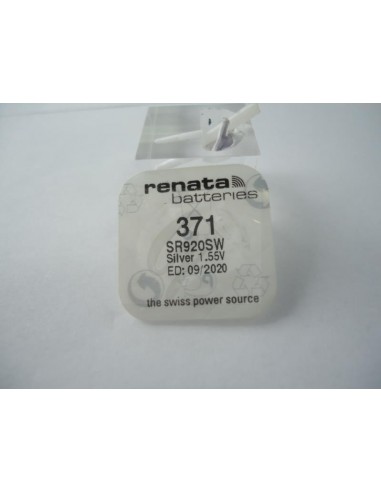 renata
batteries
371
SR920SW
Silver 1.55V
ED: 09/2020
the swiss power source